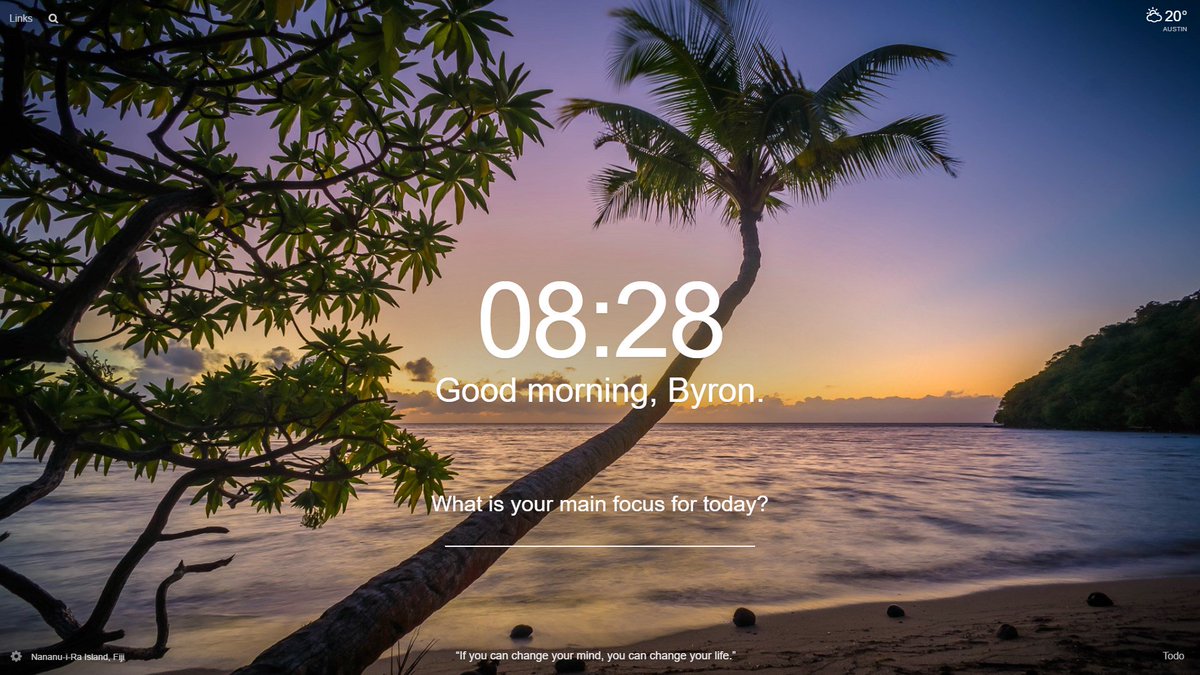 Links
20°
AUSTIN
08:28
Good morning, Byron.
What is your main focus for today?
Nananu-i-Ra Island, Fiji
“If you can change your mind, you can change your life.”
Todo